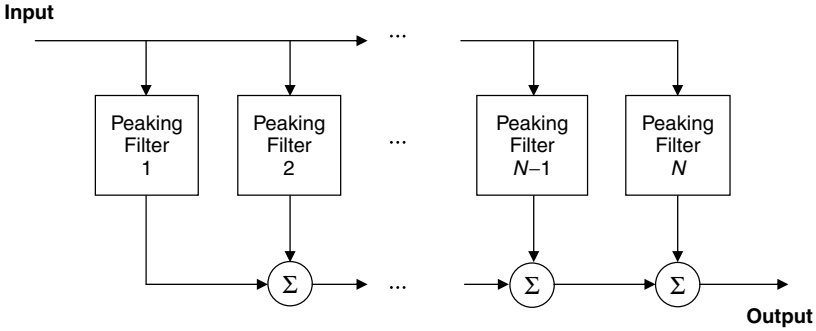 Input
...
Peaking
Filter
1
Peaking
Filter
2
...
Peaking
Filter
N–1
Peaking
Filter
N
Σ
...
Σ
Σ
Output